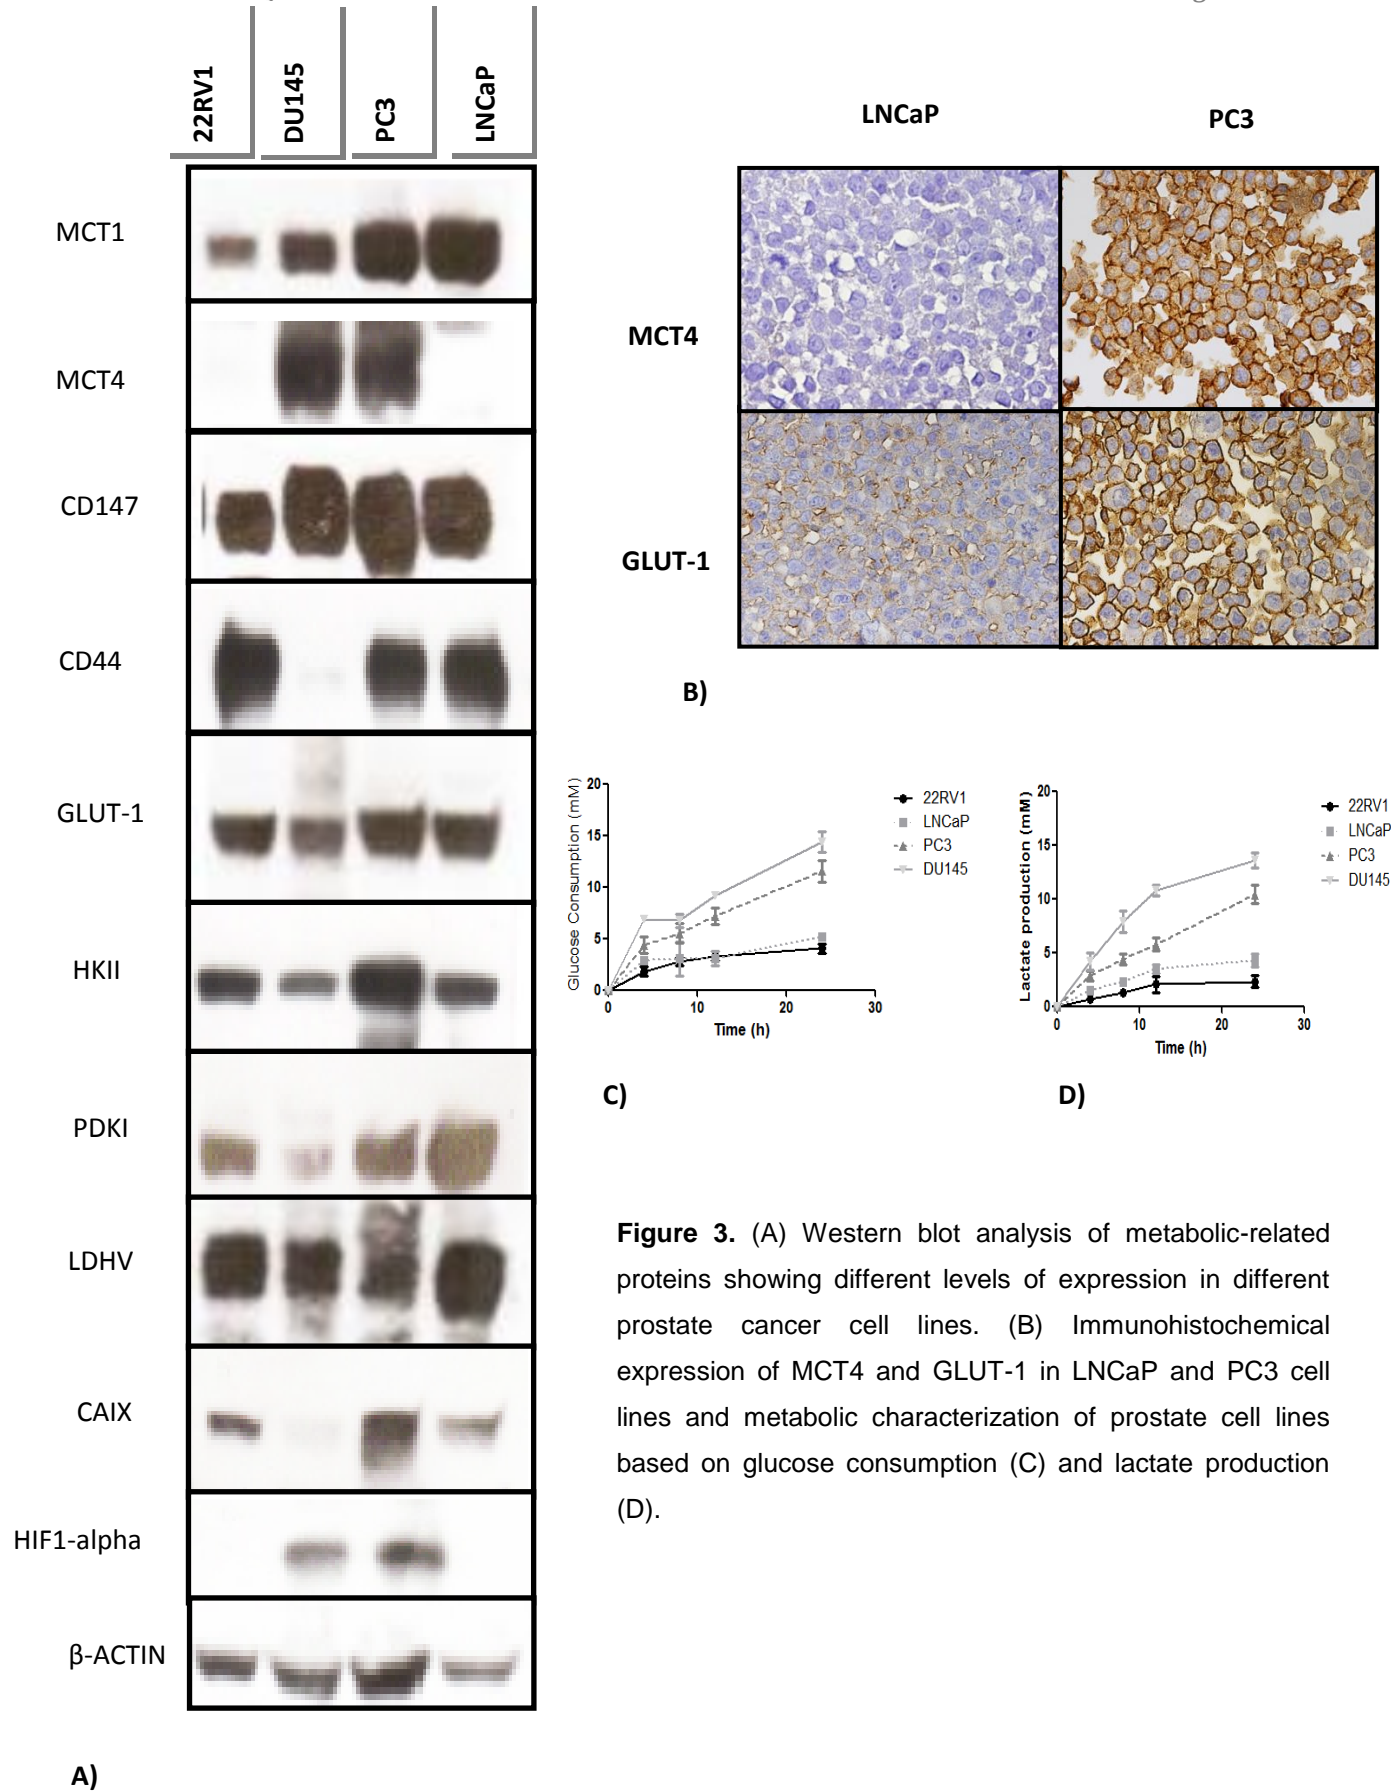 22RV1
DU145
PC3
LNCaP
MCT1
MCT4
CD147
CD44
GLUT-1
HKII
PDKI
LDHV
CAIX
HIF1-alpha
β-ACTIN
A)
LNCaP
PC3
MCT4
GLUT-1
B)
Glucose Consumption (mM)
20
15
10
5
0
0
10
20
30
Time (h)
22RV1
LNCaP
PC3
DU145
C)
Lactate production (mM)
20
15
10
5
0
0
10
20
30
Time (h)
22RV1
LNCaP
PC3
DU145
D)
Figure 3. (A) Western blot analysis of metabolic-related
proteins showing different levels of expression in different
prostate cancer cell lines. (B) Immunohistochemical
expression of MCT4 and GLUT-1 in LNCaP and PC3 cell
lines and metabolic characterization of prostate cell lines
based on glucose consumption (C) and lactate production
(D).